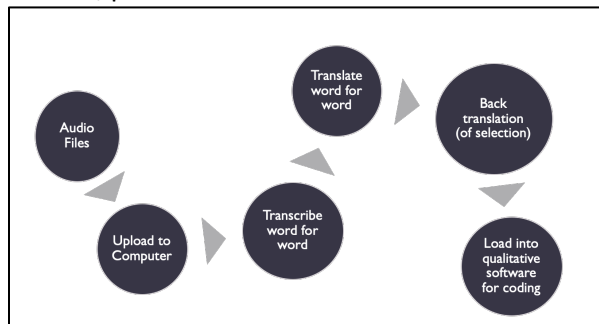 Audio
Files
Upload to
Computer
Transcribe
word for
word
Translate
word for
word
Back
translation
(of selection)
Load into
qualitative
software
for coding